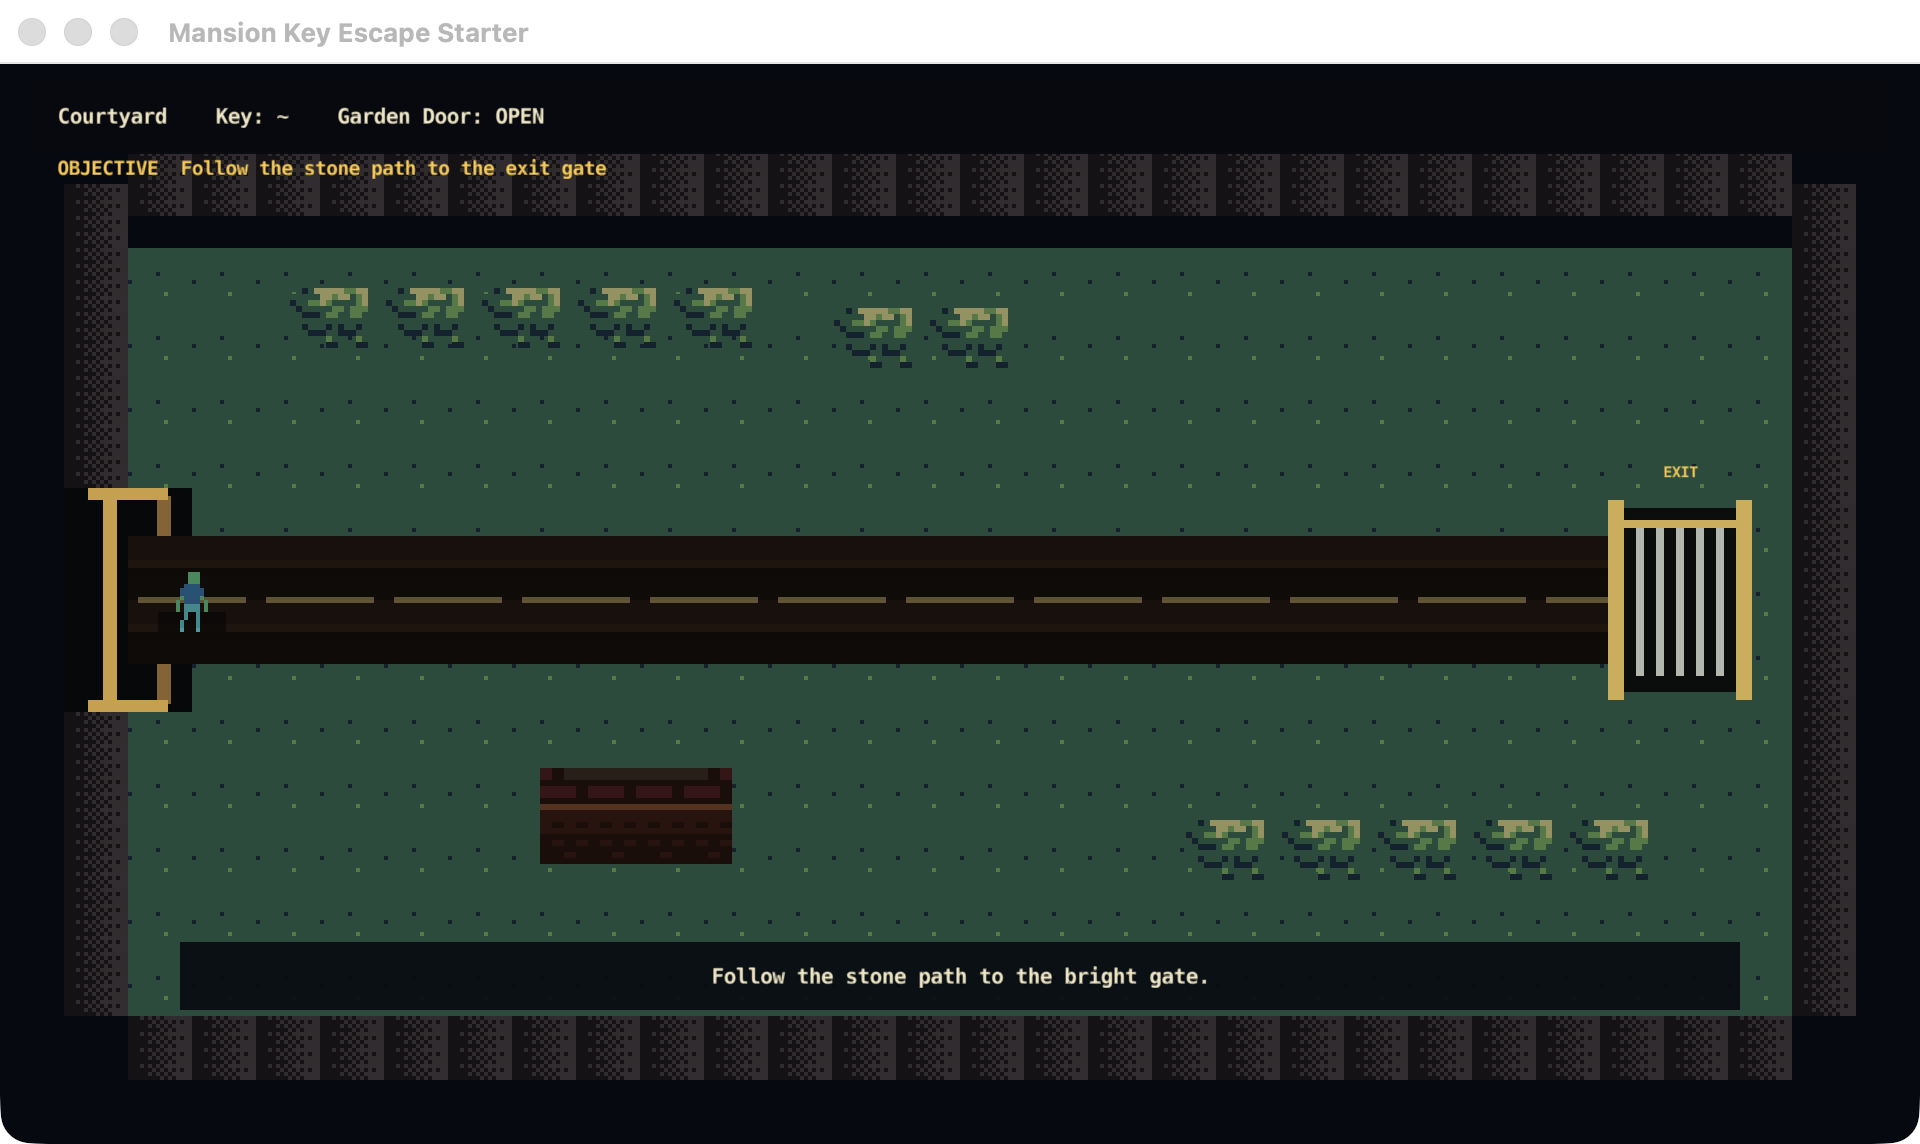 Mansion Key Escape Starter
Courtyard    Key: ~    Garden Door: OPEN
OBJECTIVE  Follow the stone path to the exit gate
EXIT
Follow the stone path to the bright gate.